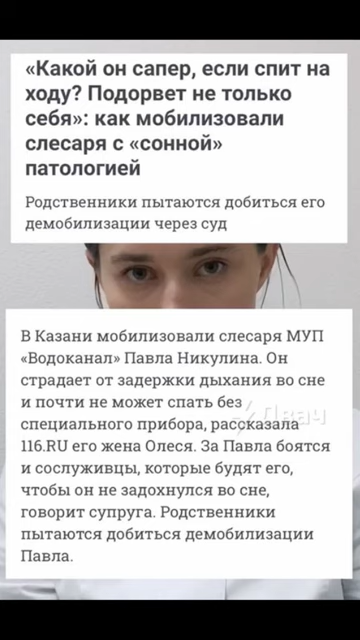 «Какой он сапер, если спит на
ходу? Подорвет не только
себя»: как мобилизовали
слесаря с «сонной»
патологией
Родственники пытаются добиться его
демобилизации через суд
В Казани мобилизовали слесаря МУП
«Водоканал» Павла Никулина. Он
страдает от задержки дыхания во сне
и почти не может спать без
специального прибора, рассказала
116.RU его жена Олеся. За Павла боятся
и сослуживцы, которые будят его,
чтобы он не задохнулся во сне,
говорит супруга. Родственники
пытаются добиться демобилизации
Павла.
Двач